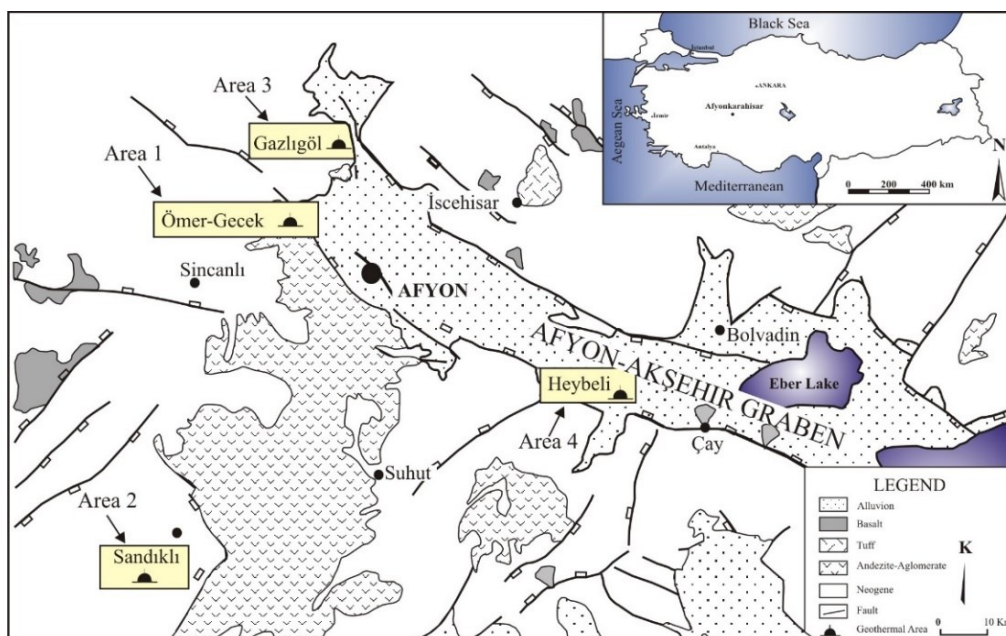 Black Sea
İstanbul
ANKARA
Afyonkarahisar
İzmir
Antalya
Aegean Sea
Mediterranean
N
0 200 400 km
Area 3
Gazlıgöl
Area 1
Ömer-Gecek
İscehisar
Sincanlı
AFYON
Bolvadin
AFYON-AKŞEHİR GRABEN
Eber Lake
Heybeli
Area 4
Çay
Suhut
Area 2
Sandıklı
LEGEND
Alluvion
Basalt
Tuff
Andezite-Aglomerate
Neogene
Fault
Geothermal Area
K
0 10 K